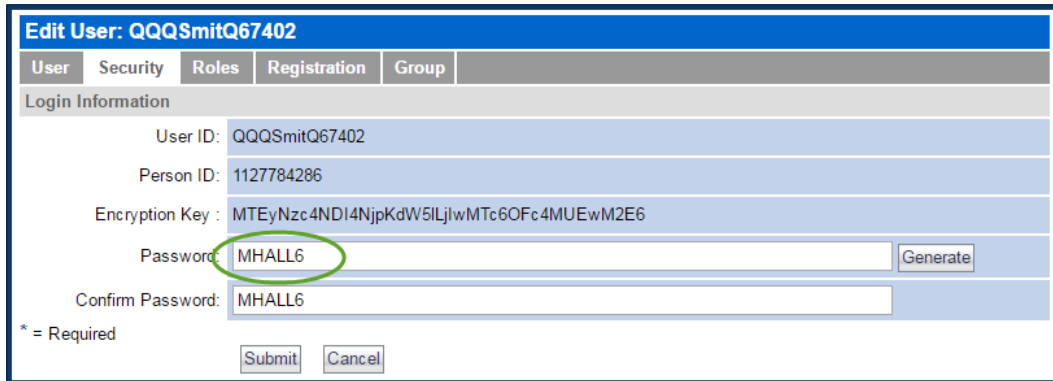 Edit User: QQQSmitQ67402
User Security Roles Registration Group
Login Information
User ID: QQQSmitQ67402
Person ID: 1127784286
Encryption Key : MTEyNzc4NDI4NjpKdW5lLjIwMTc6OFc4MUEwM2E6
Password: MHALL6 Generate
Confirm Password: MHALL6
* = Required
Submit Cancel